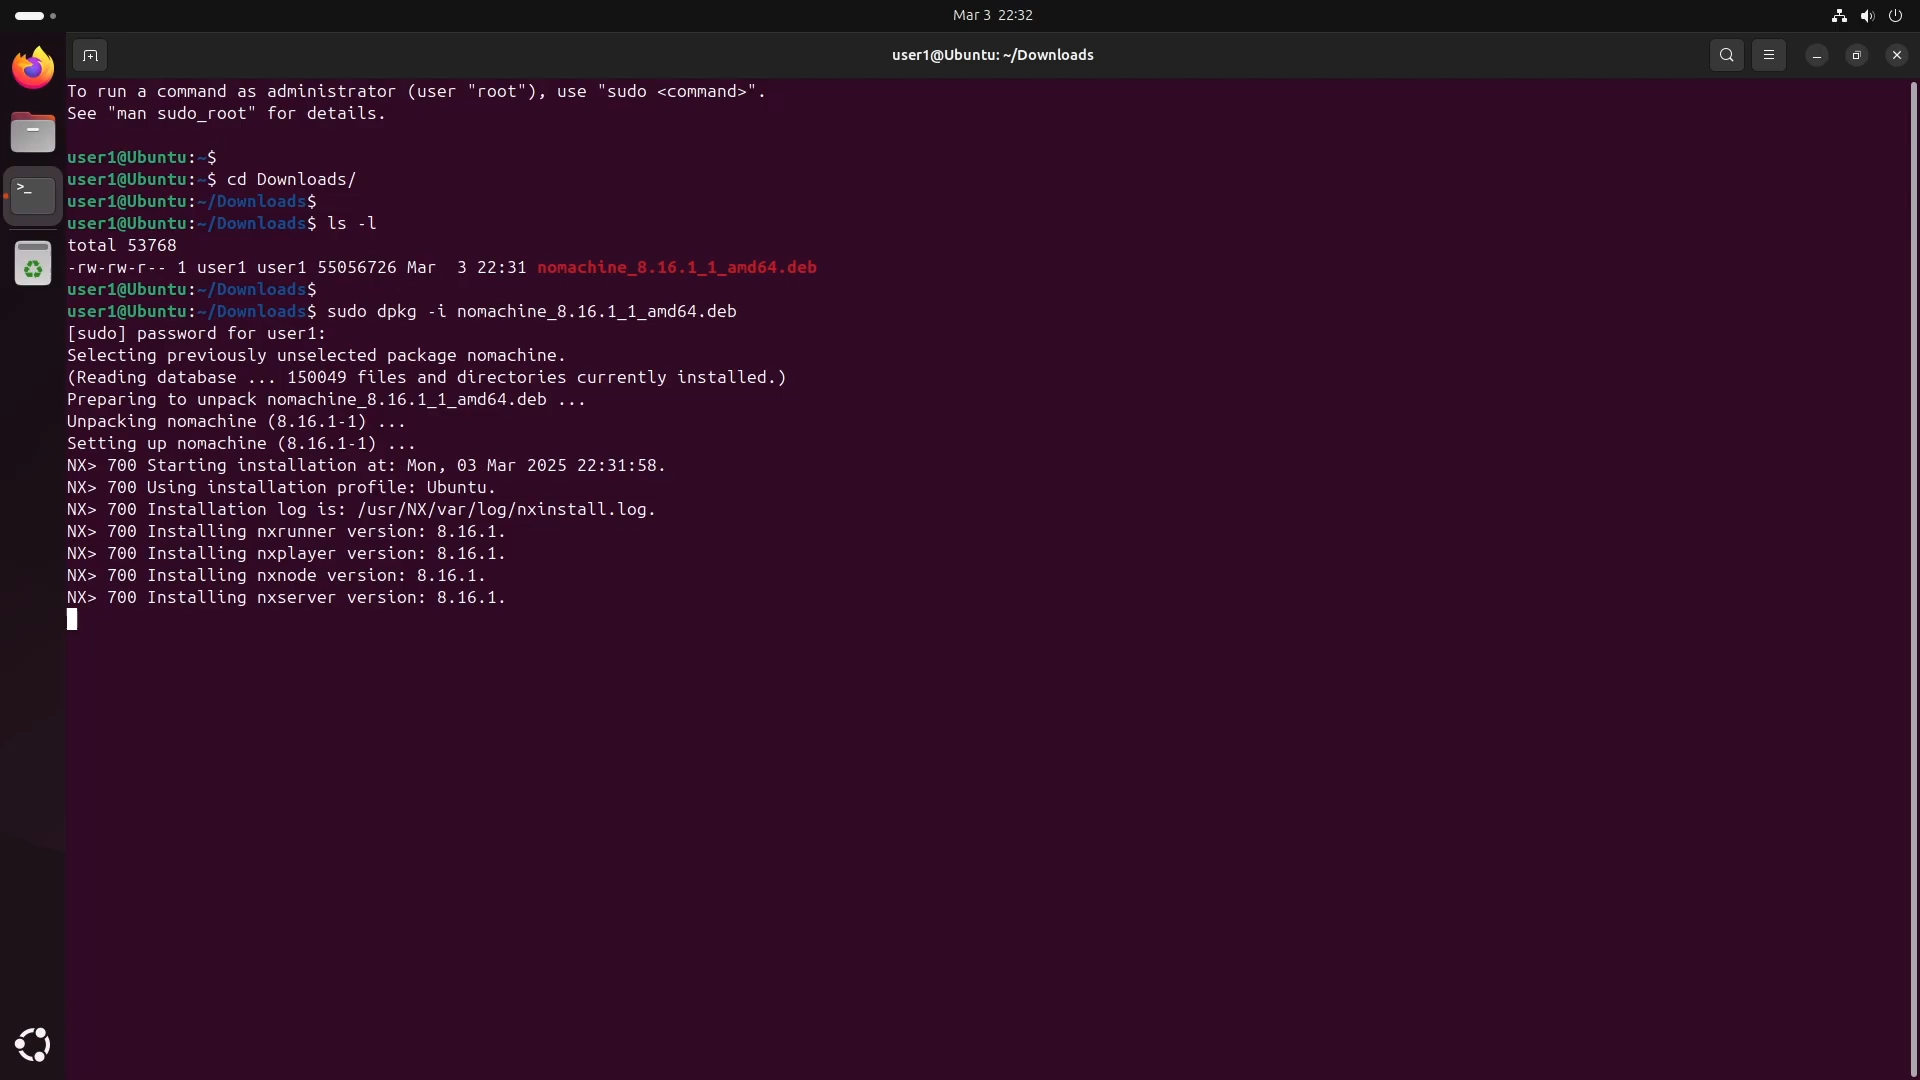 Mar 3 22:32
user1@Ubuntu: ~/Downloads
To run a command as administrator (user "root"), use "sudo <command>".
See "man sudo_root" for details.
user1@Ubuntu:~$
user1@Ubuntu:~$ cd Downloads/
user1@Ubuntu:~/Downloads$
user1@Ubuntu:~/Downloads$ ls -l
total 53768
-rw-rw-r-- 1 user1 user1 55056726 Mar  3 22:31 nomachine_8.16.1_1_amd64.deb
user1@Ubuntu:~/Downloads$
user1@Ubuntu:~/Downloads$ sudo dpkg -i nomachine_8.16.1_1_amd64.deb
[sudo] password for user1:
Selecting previously unselected package nomachine.
(Reading database ... 150049 files and directories currently installed.)
Preparing to unpack nomachine_8.16.1_1_amd64.deb ...
Unpacking nomachine (8.16.1-1) ...
Setting up nomachine (8.16.1-1) ...
NX> 700 Starting installation at: Mon, 03 Mar 2025 22:31:58.
NX> 700 Using installation profile: Ubuntu.
NX> 700 Installation log is: /usr/NX/var/log/nxinstall.log.
NX> 700 Installing nxrunner version: 8.16.1.
NX> 700 Installing nxplayer version: 8.16.1.
NX> 700 Installing nxnode version: 8.16.1.
NX> 700 Installing nxserver version: 8.16.1.